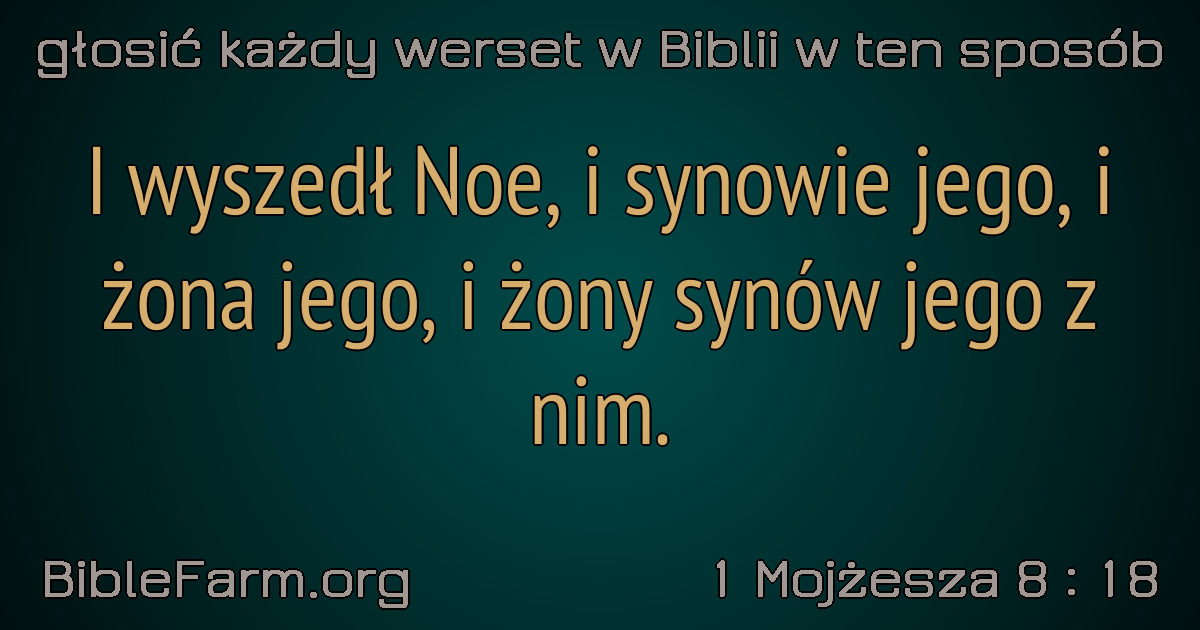 głosić każdy werset w Biblii w ten sposób
I wyszedł Noe, i synowie jego, i
żona jego, i żony synów jego z
nim.
BibleFarm.org
1 Mojżesza 8 : 18